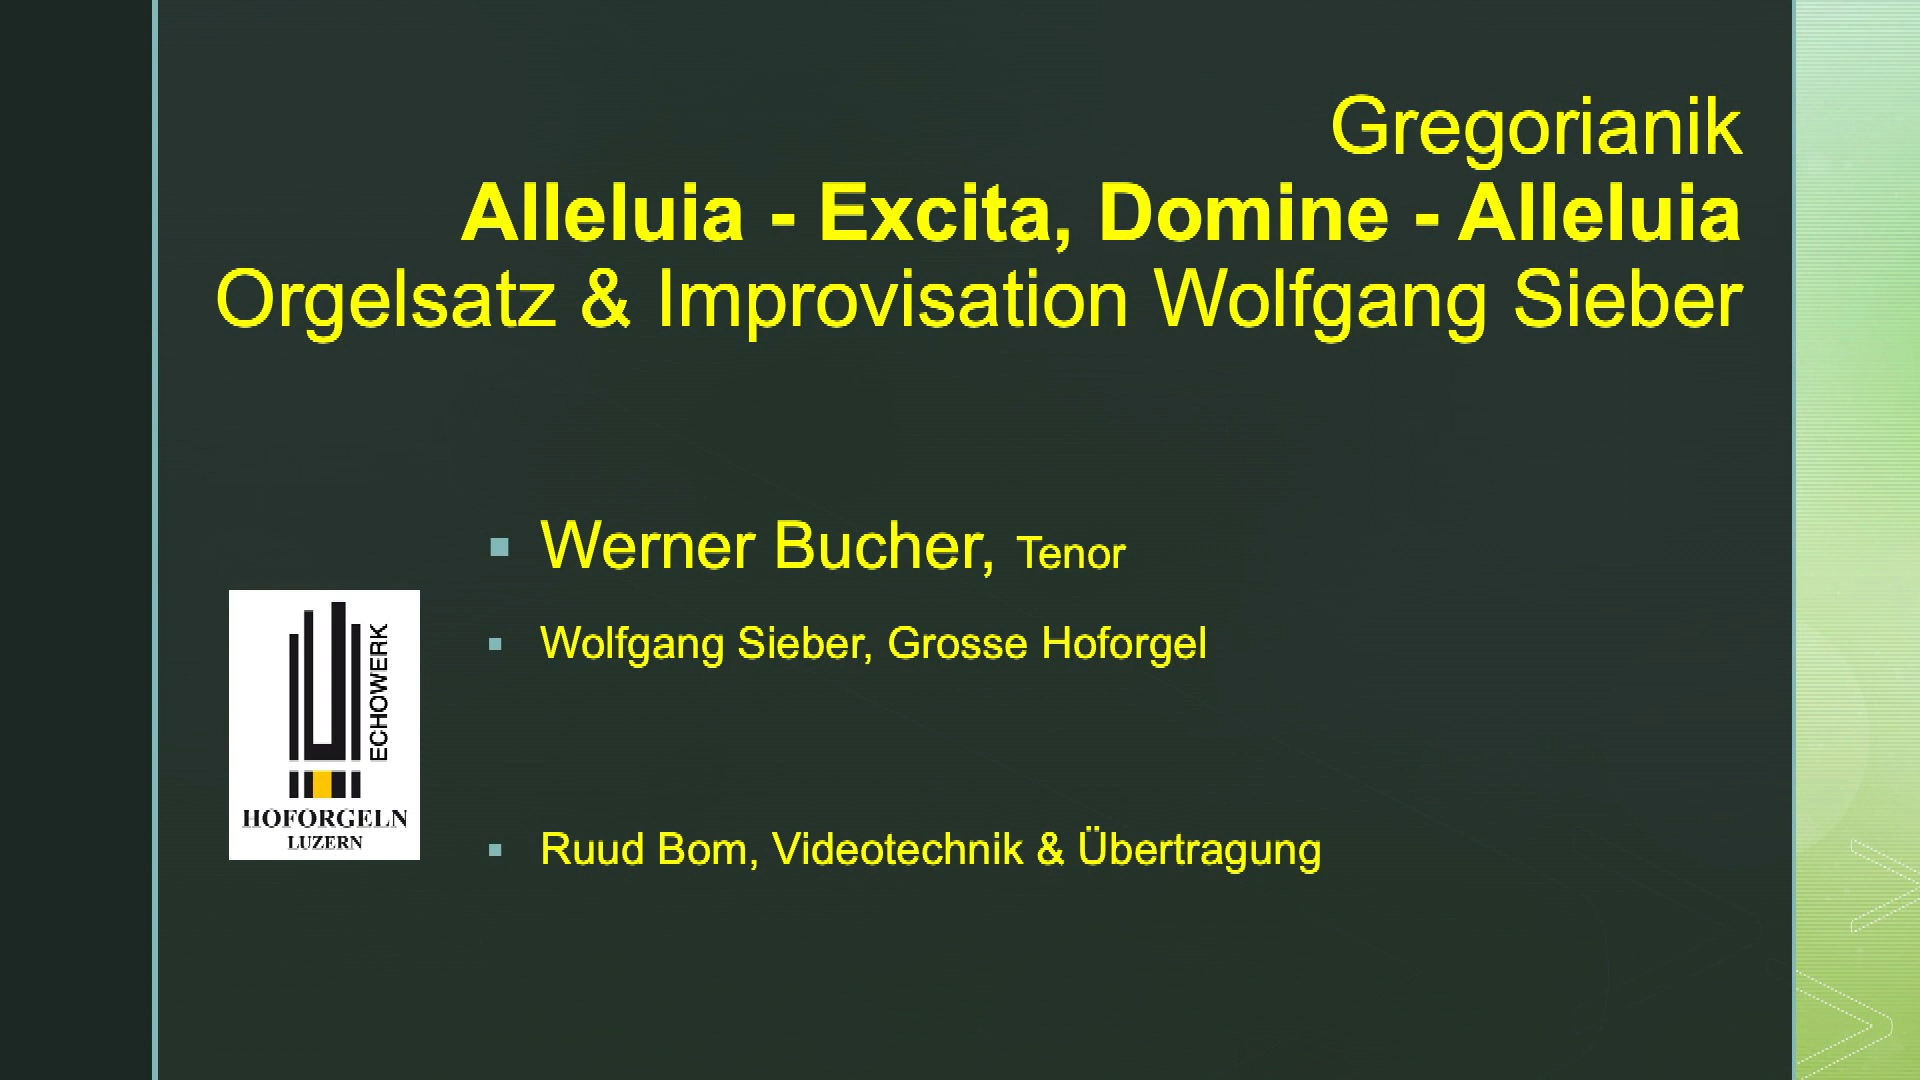 Gregorianik
Alleluia - Excita, Domine - Alleluia
Orgelsatz & Improvisation Wolfgang Sieber
Werner Bucher, Tenor
Wolfgang Sieber, Grosse Hoforgel
ECHOWERK
HOFORGELN
LUZERN
Ruud Bom, Videotechnik & Übertragung